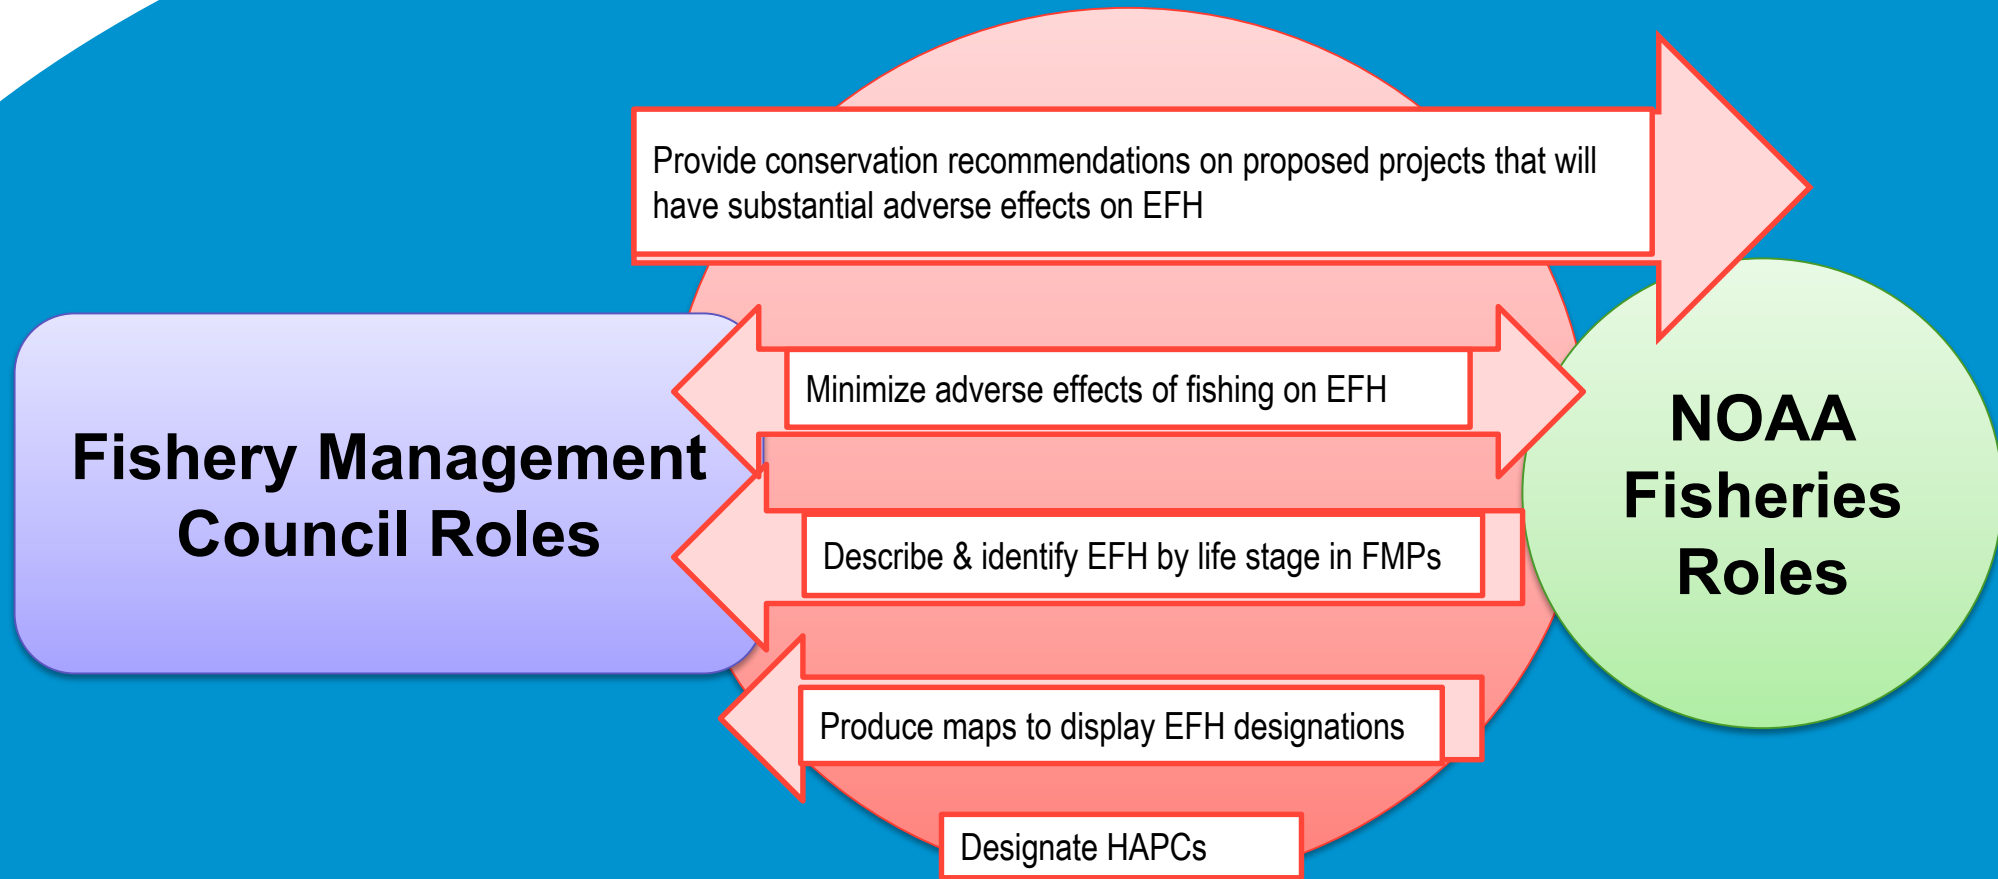 Provide conservation recommendations on proposed projects that will
have substantial adverse effects on EFH
Minimize adverse effects of fishing on EFH
Fishery Management
Council Roles
NOAA
Fisheries
Roles
Describe & identify EFH by life stage in FMPs
Produce maps to display EFH designations
Designate HAPCs